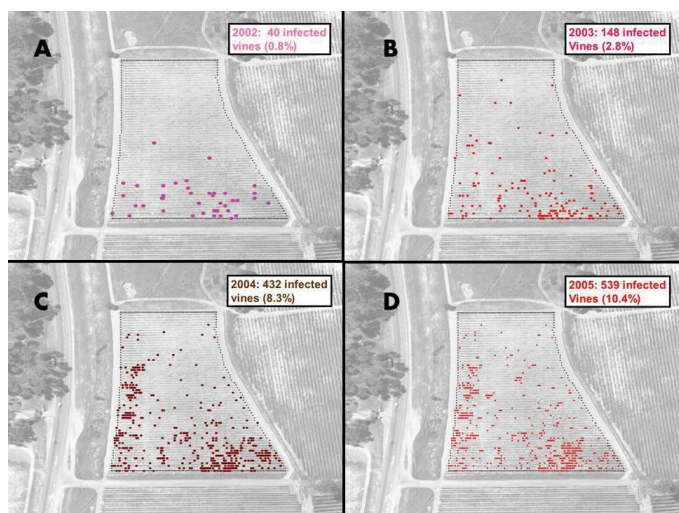 A
2002: 40 infected
vines (0.8%)
B
2003: 148 infected
Vines (2.8%)
C
2004: 432 infected
vines (8.3%)
D
2005: 539 infected
Vines (10.4%)